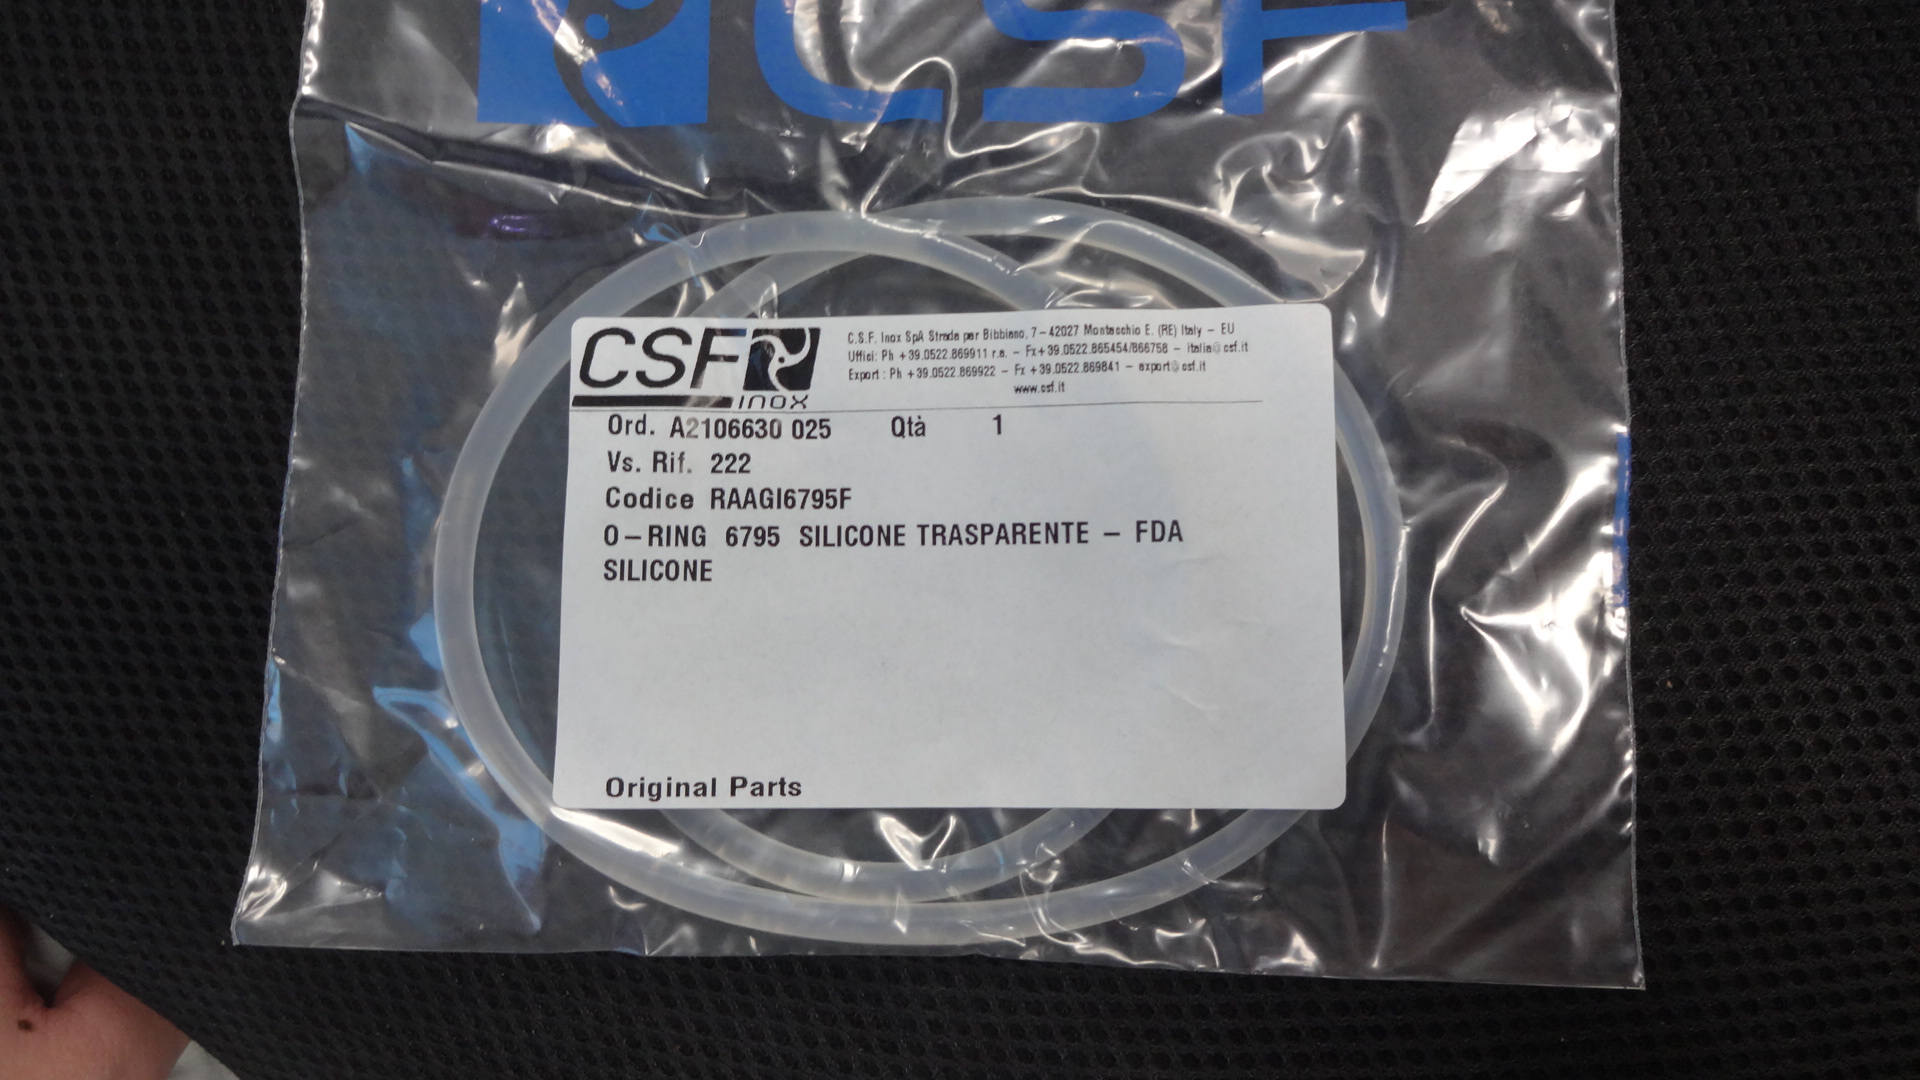 CSF
CSF
inox
C.S.F. Inox SpA Strada per Bibbiano, 7-42027 Montecchio E. (RE) Italy - EU
Uffici: Ph +39.0522.869911 r.a. - Fx+39.0522.865454/866758 - italia@csf.it
Export : Ph +39.0522.869922 - Fx +39.0522.869841 - export@csf.it
www.csf.it
Ord. A2106630 025 Qtà 1
Vs. Rif. 222
Codice RAAGI6795F
O-RING 6795 SILICONE TRASPARENTE - FDA
SILICONE
Original Parts